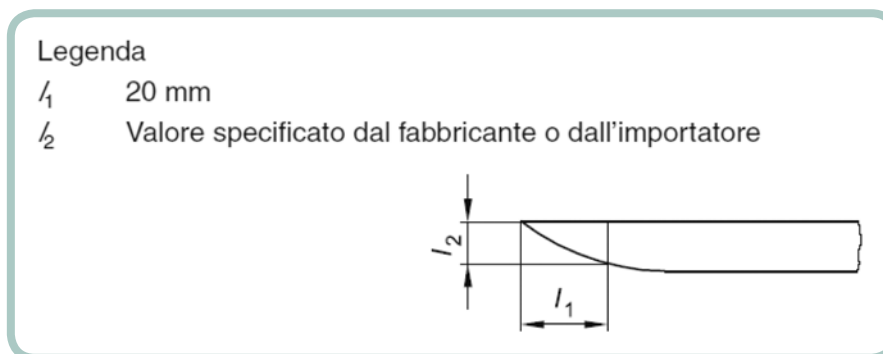 Legenda
l1 20 mm
l2 Valore specificato dal fabbricante o dall'importatore
l2
l1